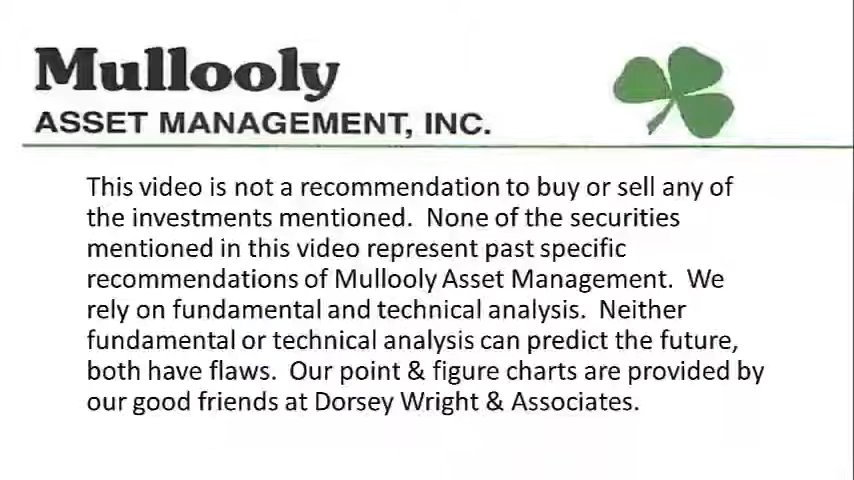 Mullooly
ASSET MANAGEMENT, INC.
This video is not a recommendation to buy or sell any of
the investments mentioned.  None of the securities
mentioned in this video represent past specific
recommendations of Mullooly Asset Management.  We
rely on fundamental and technical analysis.  Neither
fundamental or technical analysis can predict the future,
both have flaws.  Our point & figure charts are provided by
our good friends at Dorsey Wright & Associates.